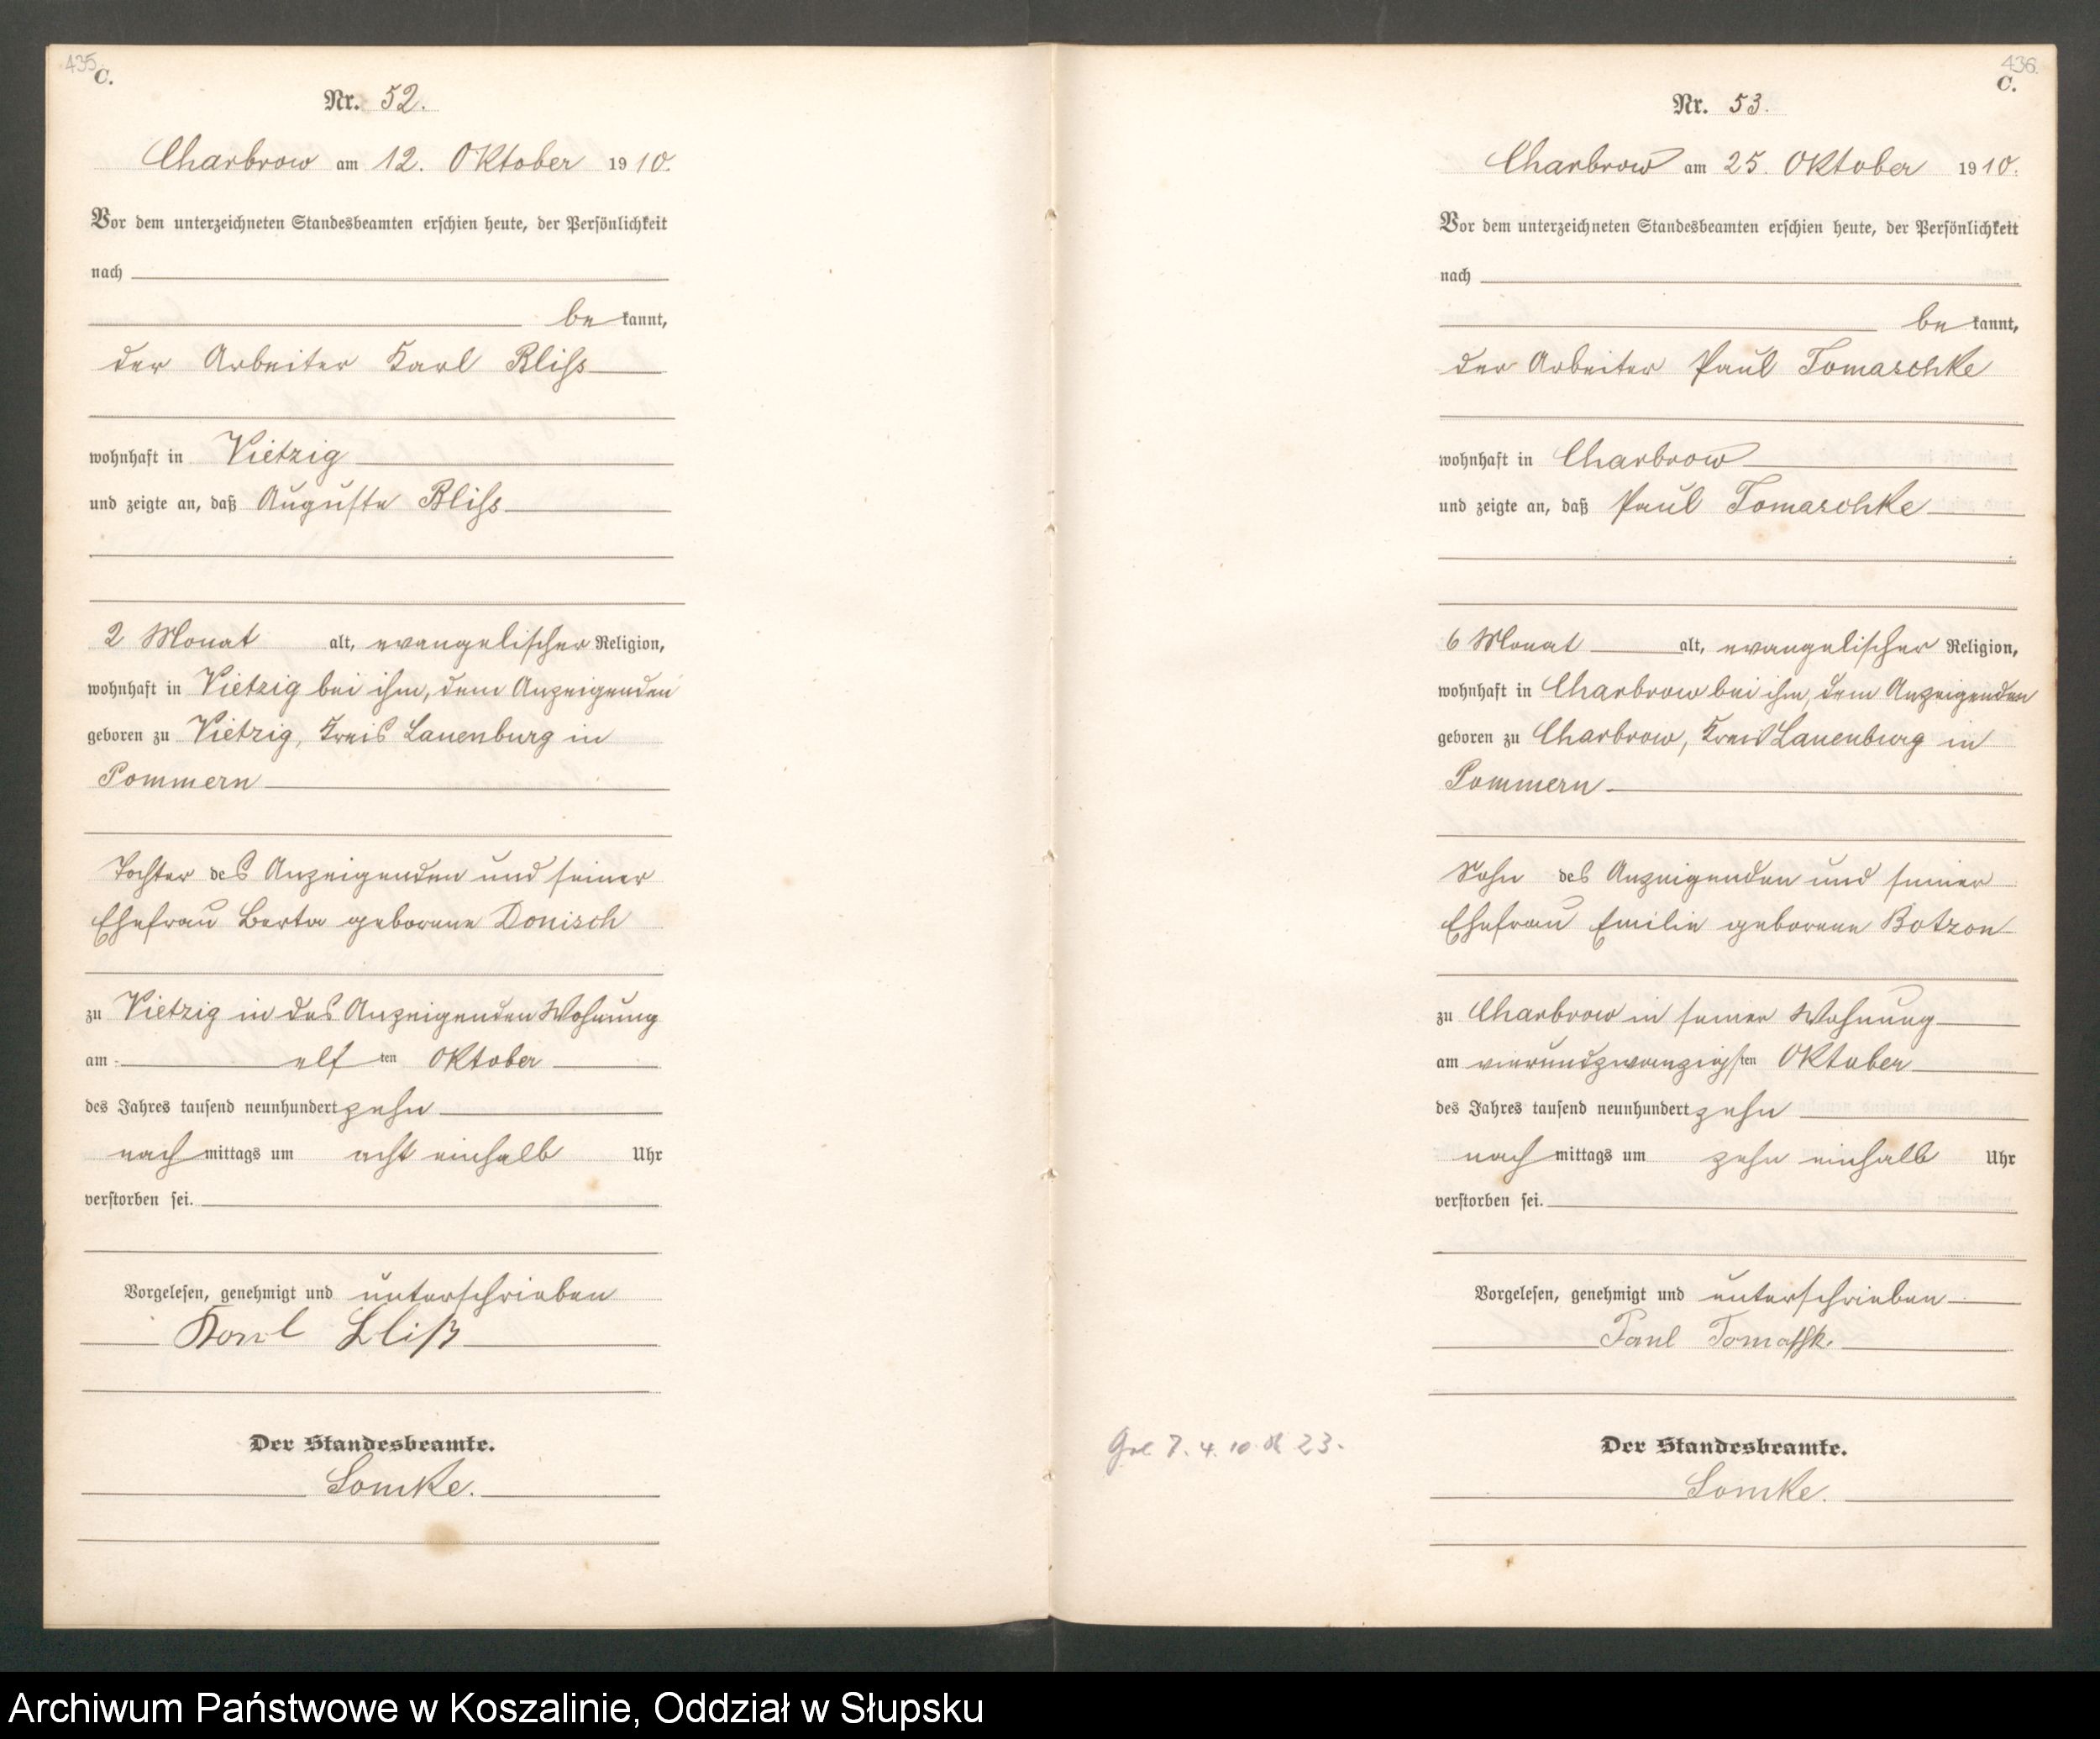 435.
C.
Nr. 52.
Charbrow am 12. Oktober 1910.
Vor dem unterzeichneten Standesbeamten erschien heute, der Persönlichkeit
nach
bekannt,
der Arbeiter Karl Bliss
wohnhaft in Vietzig
und zeigte an, daß Auguste Bliss
2 Monat alt, evangelischer Religion,
wohnhaft in Vietzig bei ihm, dem Anzeigenden
geboren zu Vietzig, Kreis Lauenburg in
Pommern
Tochter des Anzeigenden und seiner
Ehefrau Berta geborene Donisch
zu Vietzig in des Anzeigenden Wohnung
am elf ten Oktober
des Jahres tausend neunhundert zehn
nachmittags um acht einhalb Uhr
verstorben sei.
Vorgelesen, genehmigt und unterschrieben
Karl Bliß
Der Standesbeamte.
Lomke.
436.
C.
Nr. 53.
Charbrow am 25. Oktober 1910.
Vor dem unterzeichneten Standesbeamten erschien heute, der Persönlichkeit
nach
bekannt,
der Arbeiter Paul Tomaschke
wohnhaft in Charbrow
und zeigte an, daß Paul Tomaschke
6 Monat alt, evangelischer Religion,
wohnhaft in Charbrow bei ihm, dem Anzeigenden
geboren zu Charbrow, Kreis Lauenburg in
Pommern
Sohn des Anzeigenden und seiner
Ehefrau Emilie geborene Botzon
zu Charbrow in seiner Wohnung
am vierundzwanzigsten Oktober
des Jahres tausend neunhundert zehn
nachmittags um zehn einhalb Uhr
verstorben sei.
Vorgelesen, genehmigt und unterschrieben
Paul
Der Standesbeamte.
Lomke.
7. 4. 10 23.
Archiwum Państwowe w Koszalinie, Oddział w Słupsku